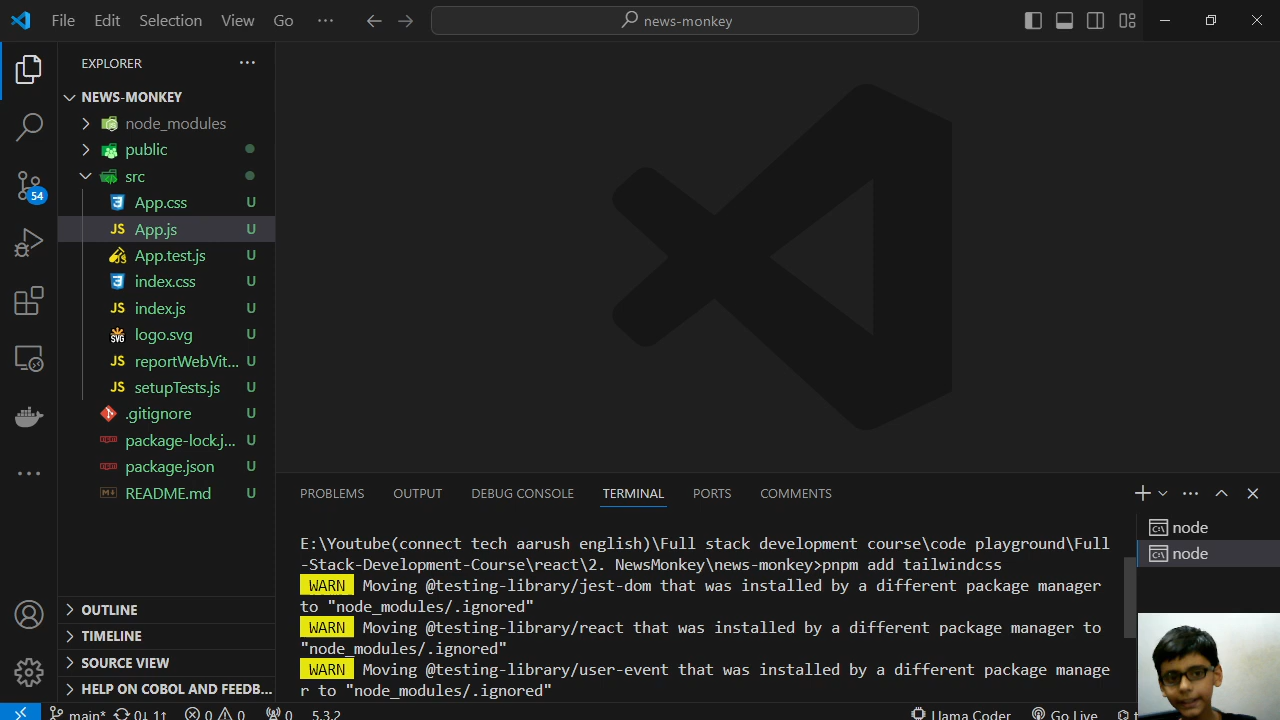 File Edit Selection View Go ···
news-monkey
EXPLORER
NEWS-MONKEY
node_modules
public
src
App.css U
JS App.js U
App.test.js U
index.css U
JS index.js U
SVG logo.svg U
JS reportWebVit... U
JS setupTests.js U
.gitignore U
package-lock.j... U
package.json U
README.md U
54
OUTLINE
TIMELINE
SOURCE VIEW
HELP ON COBOL AND FEEDB...
PROBLEMS OUTPUT DEBUG CONSOLE TERMINAL PORTS COMMENTS
node
node
E:\Youtube(connect tech aarush english)\Full stack development course\code playground\Full
-Stack-Development-Course\react\2. NewsMonkey\news-monkey>pnpm add tailwindcss
WARN Moving @testing-library/jest-dom that was installed by a different package manager
to "node_modules/.ignored"
WARN Moving @testing-library/react that was installed by a different package manager to
"node_modules/.ignored"
WARN Moving @testing-library/user-event that was installed by a different package manage
r to "node_modules/.ignored"
main* 0↓ 1↑ 0 0 0 5.3.2 Llama Coder Go Live